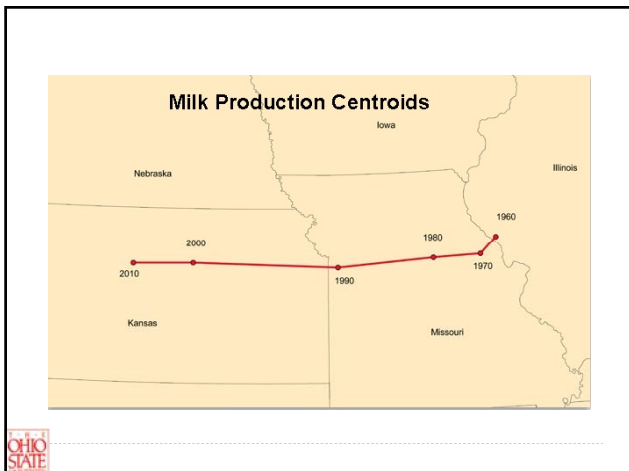 Milk Production Centroids
Iowa
Nebraska
Illinois
1960
1980
2000
1970
2010
1990
Kansas
Missouri
T · H · E
OHIO
STATE